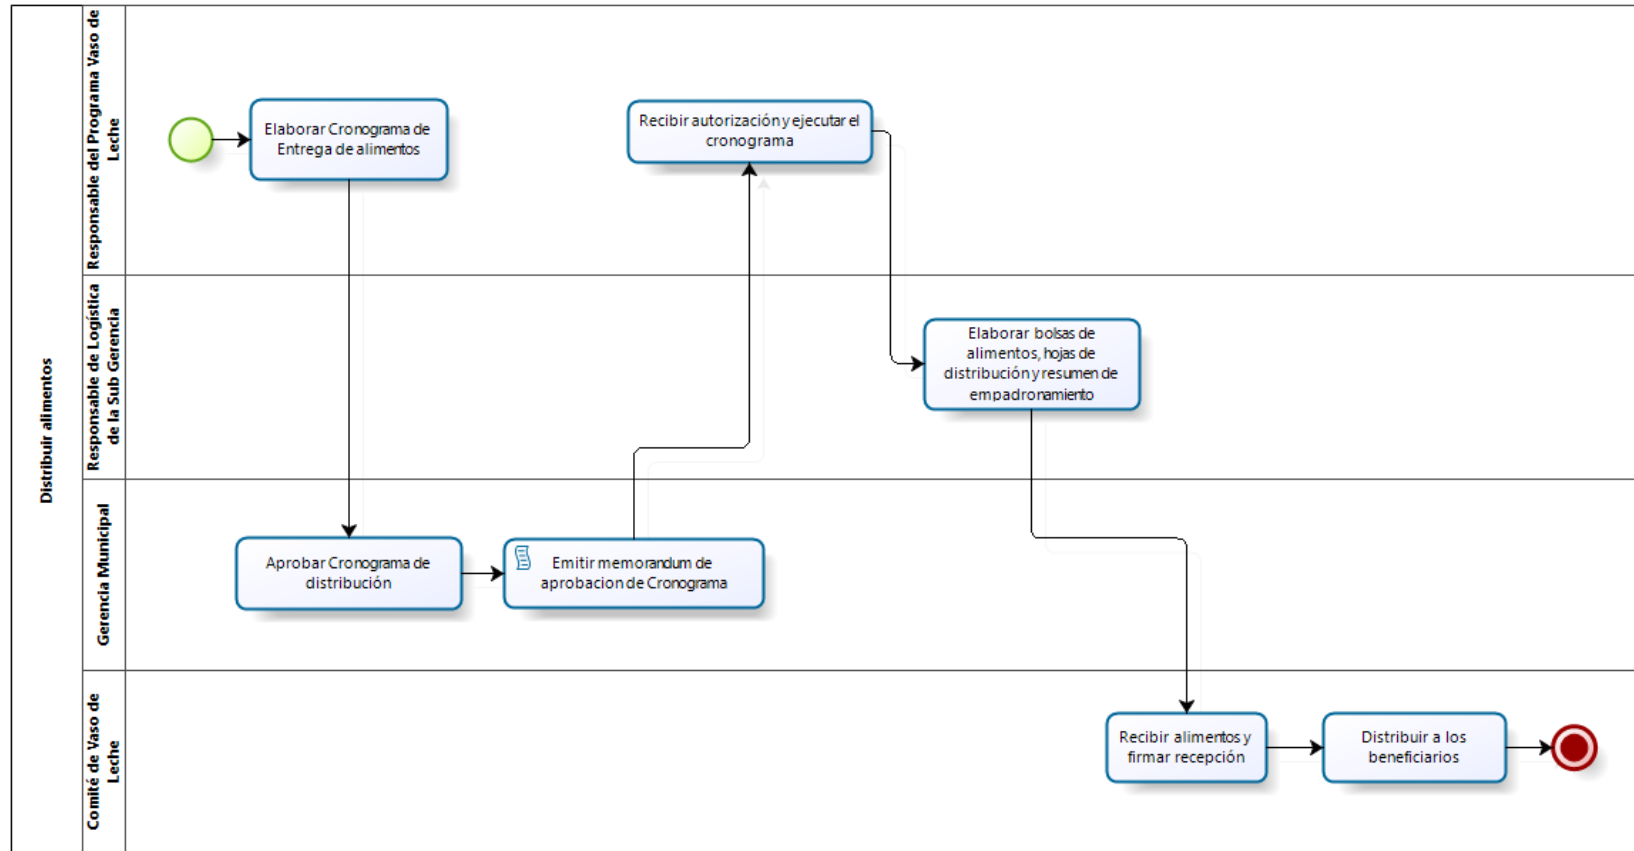 Distribuir alimentos
Responsable del Programa Vaso de
Leche
Elaborar Cronograma de
Entrega de alimentos
Recibir autorización y ejecutar el
cronograma
Responsable de Logística
de la Sub Gerencia
Elaborar bolsas de
alimentos, hojas de
distribución y resumen de
empadronamiento
Gerencia Municipal
Aprobar Cronograma de
distribución
Emitir memorandum de
aprobacion de Cronograma
Comité de Vaso de
Leche
Recibir alimentos y
firmar recepción
Distribuir a los
beneficiarios